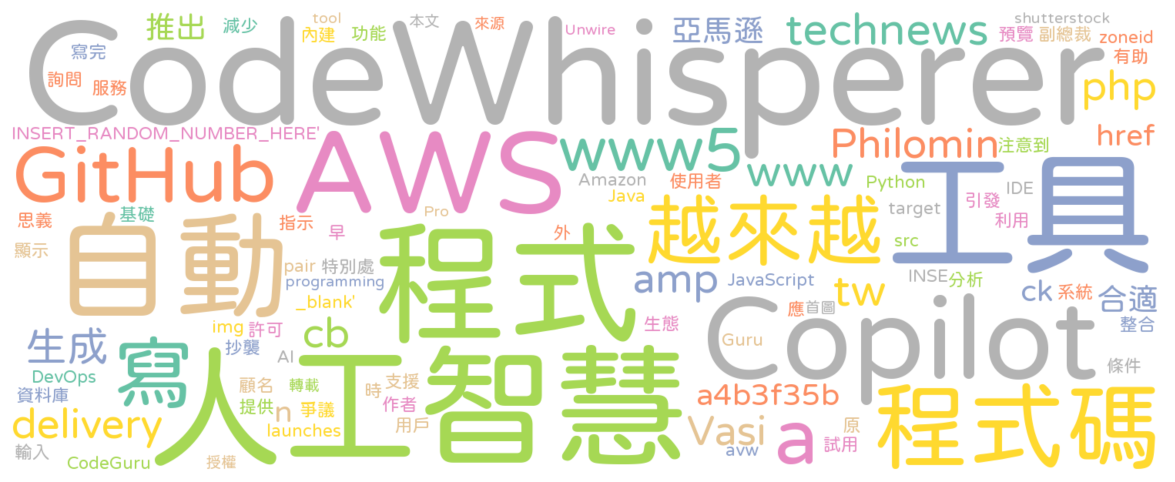 CodeWhisperer
推出
減少
tool
內建
功能
本文
來源
Unwire
亞馬遜
technews
shutterstock
預覽
副總裁
zoneid
有助
寫完
詢問
服務
php
INSERT_RANDOM_NUMBER_HERE'
GitHub
AWS
www5
www
Philomin
注意到
href
工具
Amazon
使用者
Java
Python
IDE
target
引發
利用
思義
基礎
指示
早
Pro
外
越來越
src
顯示
自動
程式
pair
特別處
programming
_blank'
amp
JavaScript
INSE
分析
tw
ck
系統
合適
整合
Copilot
應
首圖
生態
Guru
條件
img
許可
抄襲
cb
生成
DevOps
資料庫
寫
人工智慧
AI
顧名
轉載
提供
n
爭議
launches
時
支援
作者
用戶
delivery
輸入
CodeGuru
授權
a4b3f35b
Vasi
a
原
試用
avw
程式碼